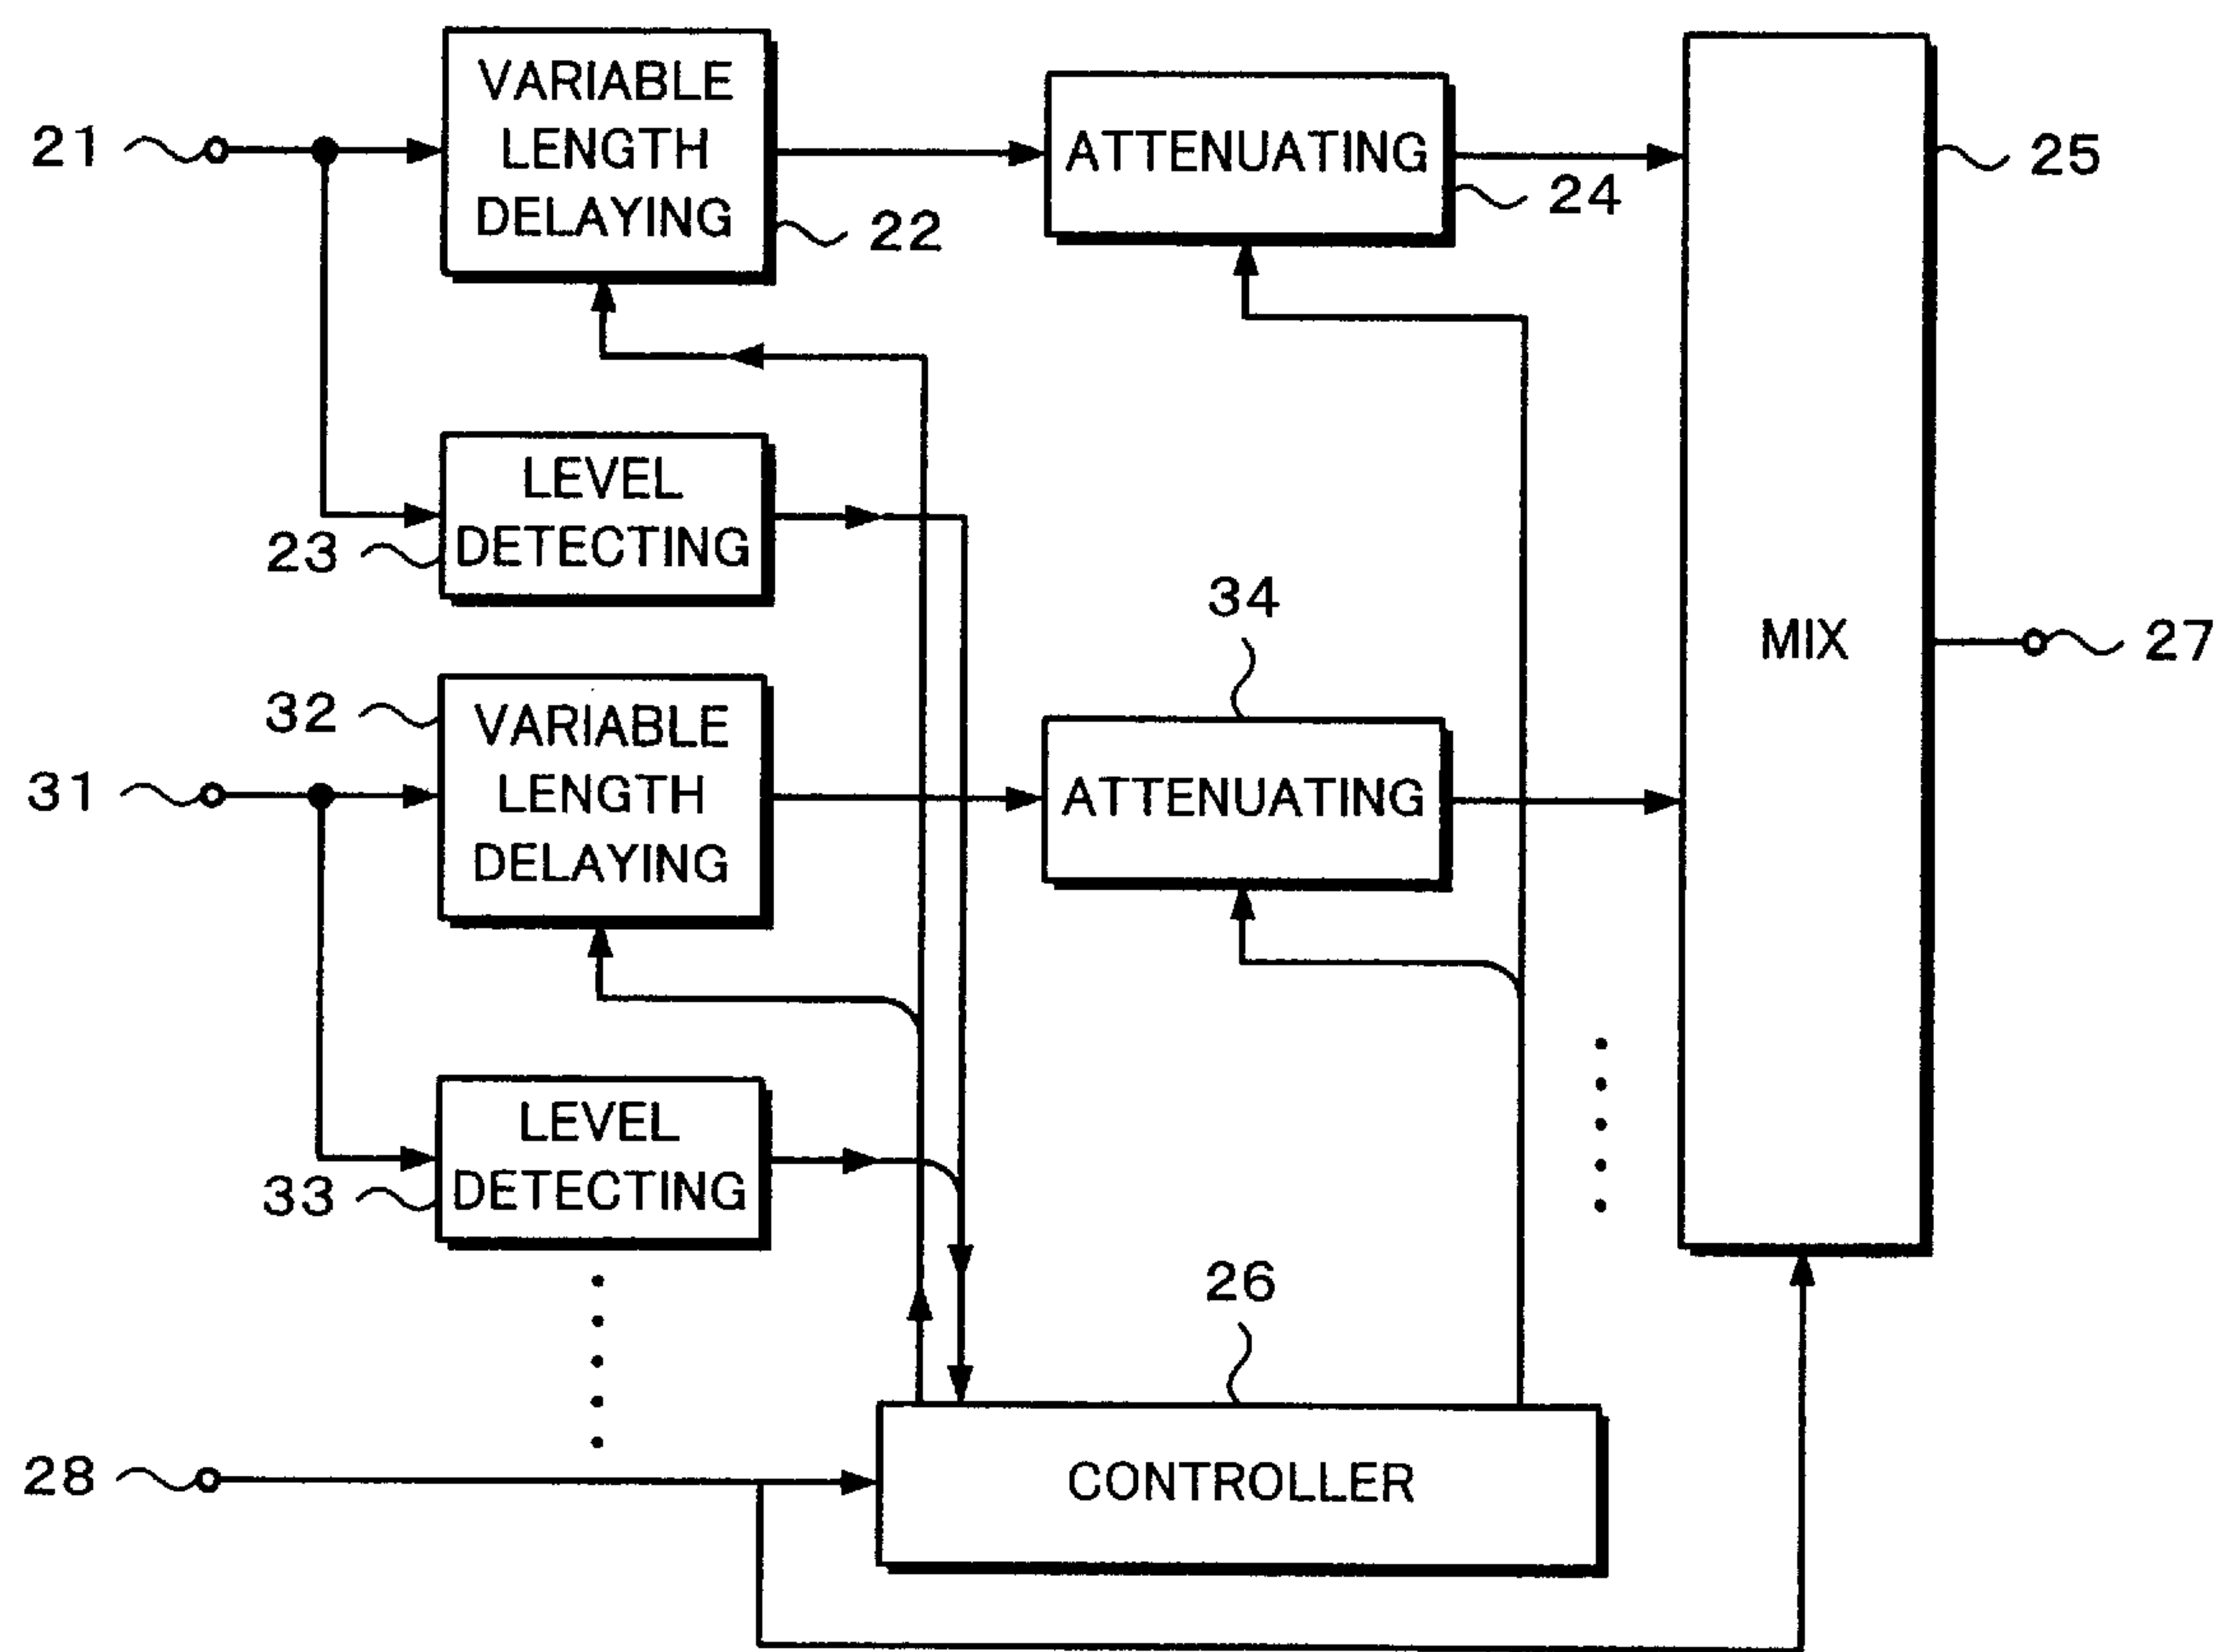 VARIABLE
LENGTH
DELAYING
21
22
ATTENUATING
24
25
LEVEL
DETECTING
23
34
MIX
27
32
VARIABLE
LENGTH
DELAYING
31
ATTENUATING
LEVEL
DETECTING
33
26
28
CONTROLLER